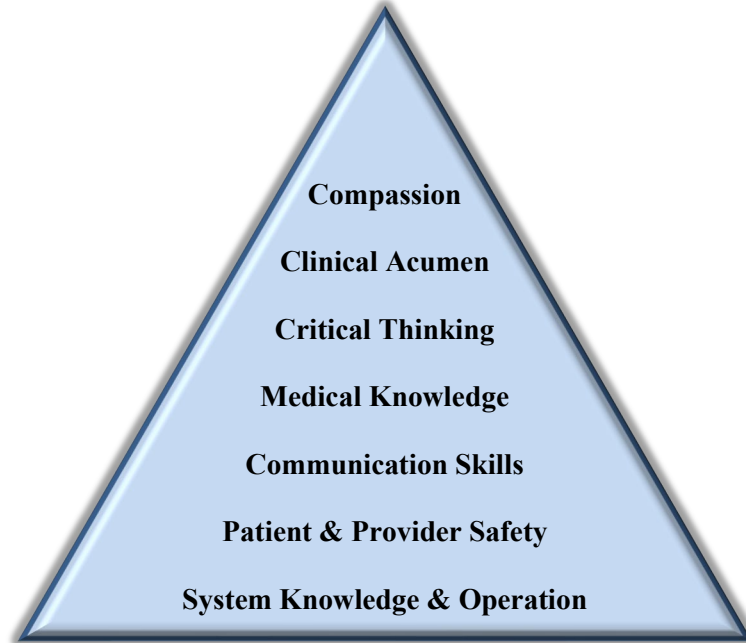 Compassion
Clinical Acumen
Critical Thinking
Medical Knowledge
Communication Skills
Patient & Provider Safety
System Knowledge & Operation